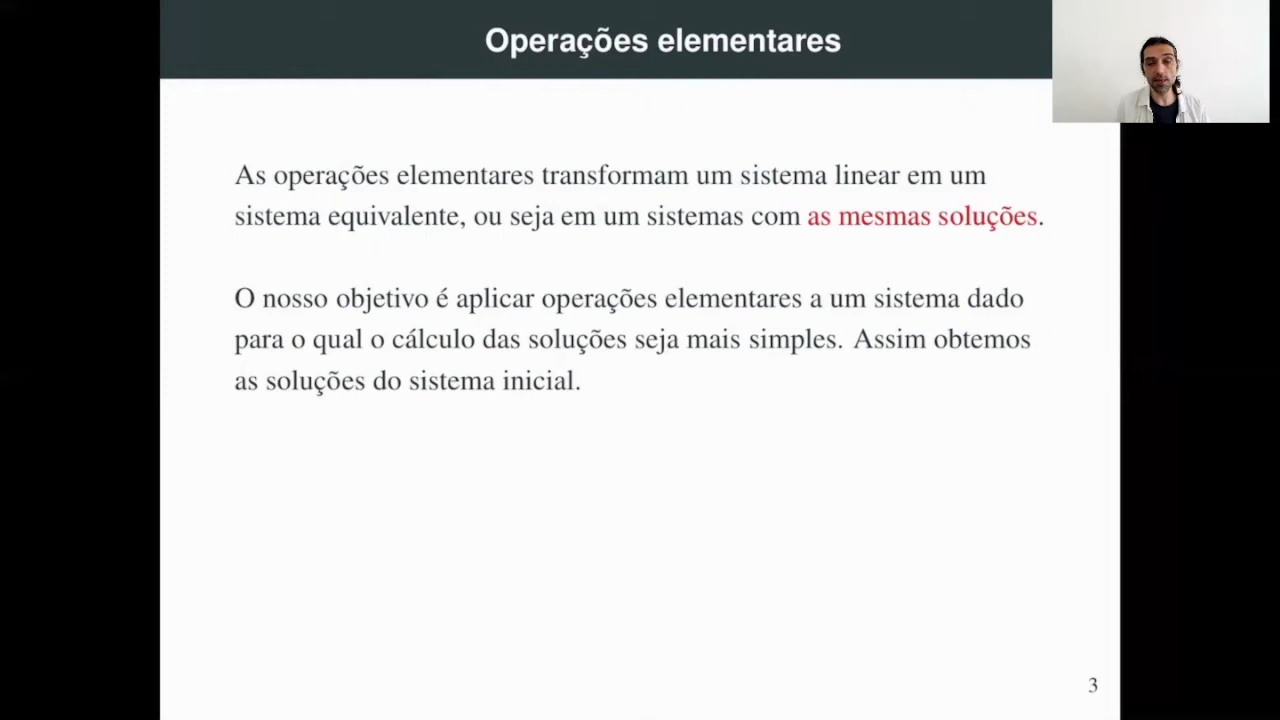 Operações elementares
As operações elementares transformam um sistema linear em um
sistema equivalente, ou seja em um sistemas com as mesmas soluções.
O nosso objetivo é aplicar operações elementares a um sistema dado
para o qual o cálculo das soluções seja mais simples. Assim obtemos
as soluções do sistema inicial.
3